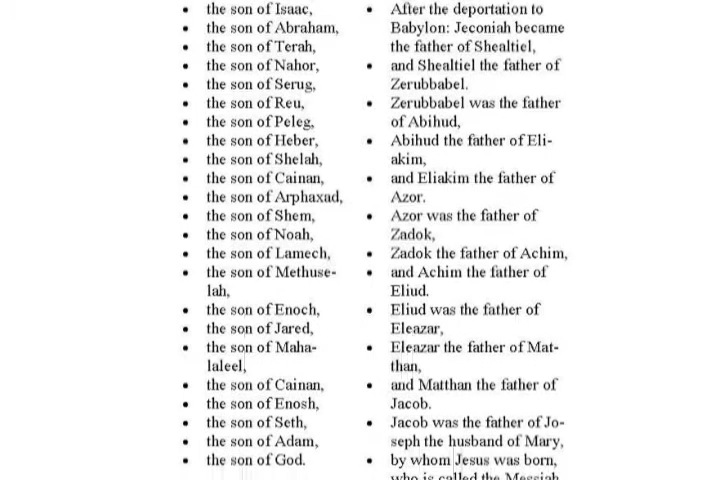 • the son of Isaac,
• the son of Abraham,
• the son of Terah,
• the son of Nahor,
• the son of Serug,
• the son of Reu,
• the son of Peleg,
• the son of Heber,
• the son of Shelah,
• the son of Cainan,
• the son of Arphaxad,
• the son of Shem,
• the son of Noah,
• the son of Lamech,
• the son of Methuse-
lah,
• the son of Enoch,
• the son of Jared,
• the son of Maha-
laleel,
• the son of Cainan,
• the son of Enosh,
• the son of Seth,
• the son of Adam,
• the son of God.
• After the deportation to
Babylon: Jeconiah became
the father of Shealtiel,
• and Shealtiel the father of
Zerubbabel.
• Zerubbabel was the father
of Abihud,
• Abihud the father of Eli-
akim,
• and Eliakim the father of
Azor.
• Azor was the father of
Zadok,
• Zadok the father of Achim,
• and Achim the father of
Eliud.
• Eliud was the father of
Eleazar,
• Eleazar the father of Mat-
than,
• and Matthan the father of
Jacob.
• Jacob was the father of Jo-
seph the husband of Mary,
• by whom Jesus was born,
who is called the Messiah